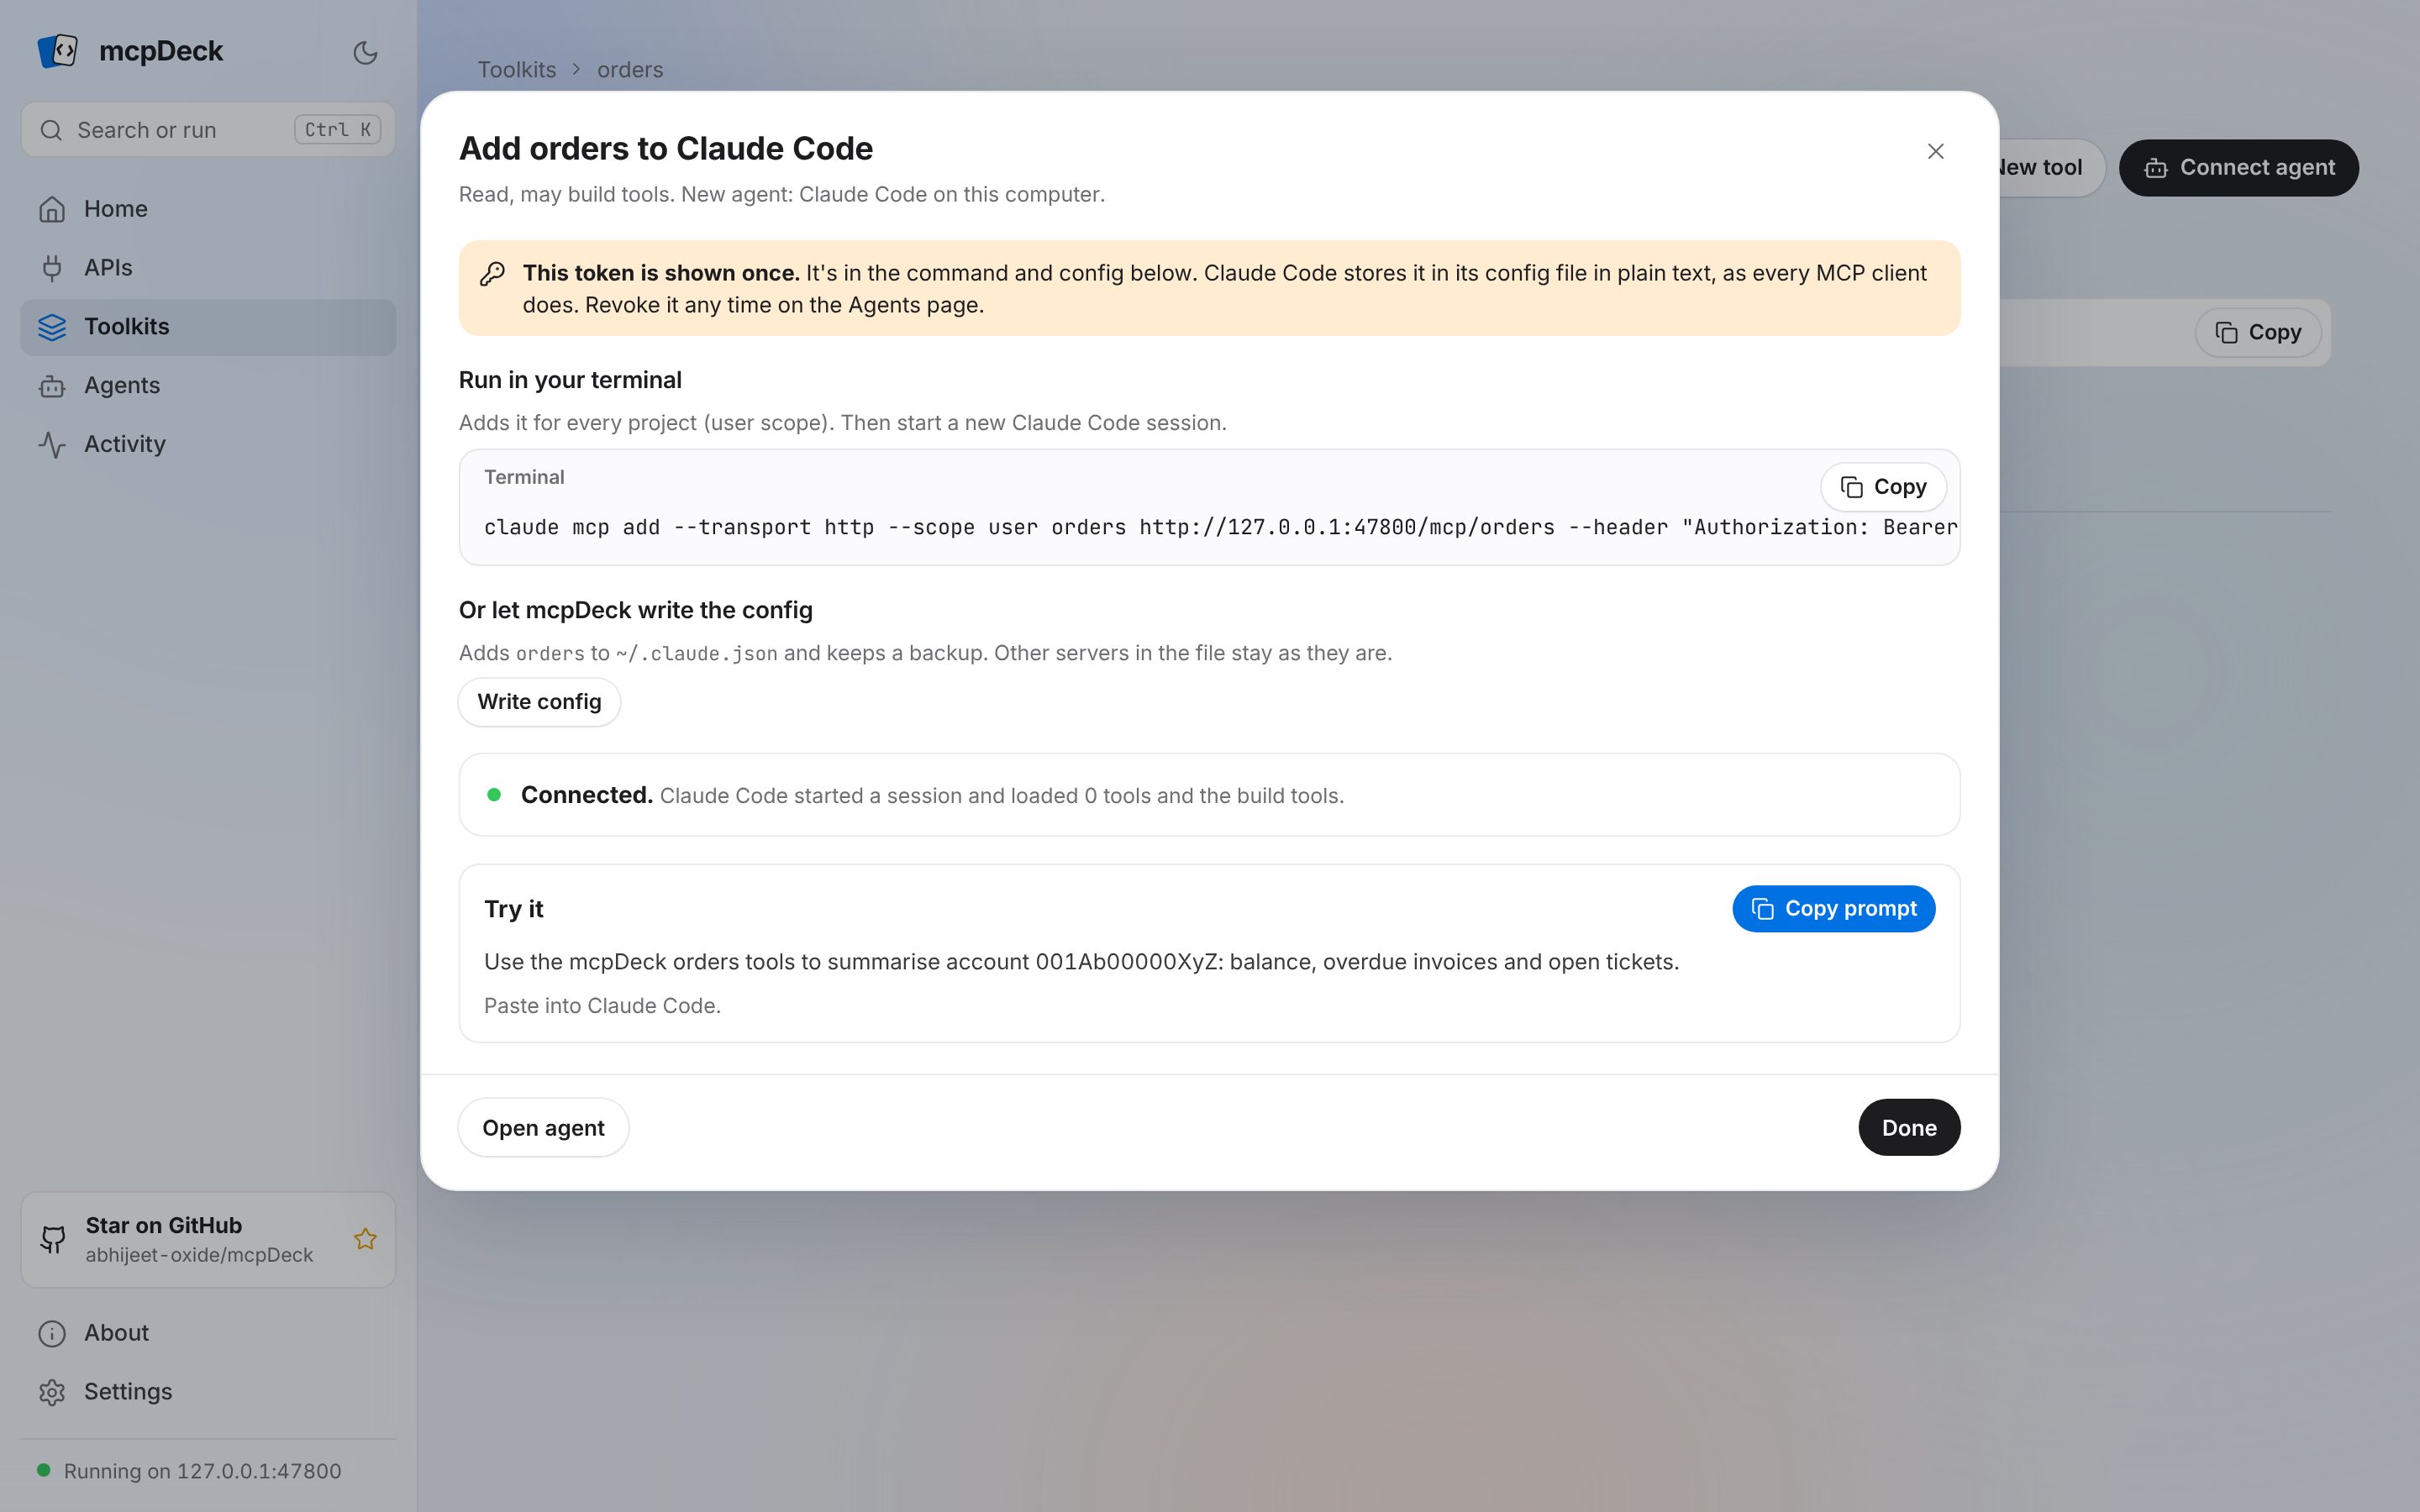 mcpDeck
Search or run
Ctrl K
Home
APIs
Toolkits
Agents
Activity
Star on GitHub
abhijeet-oxide/mcpDeck
About
Settings
Running on 127.0.0.1:47800
Toolkits > orders
New tool
Connect agent
Copy
Add orders to Claude Code
Read, may build tools. New agent: Claude Code on this computer.
This token is shown once. It's in the command and config below. Claude Code stores it in its config file in plain text, as every MCP client
does. Revoke it any time on the Agents page.
Run in your terminal
Adds it for every project (user scope). Then start a new Claude Code session.
Terminal
Copy
claude mcp add --transport http --scope user orders http://127.0.0.1:47800/mcp/orders --header "Authorization: Bearer
Or let mcpDeck write the config
Adds orders to ~/.claude.json and keeps a backup. Other servers in the file stay as they are.
Write config
Connected. Claude Code started a session and loaded 0 tools and the build tools.
Try it
Copy prompt
Use the mcpDeck orders tools to summarise account 001Ab00000XyZ: balance, overdue invoices and open tickets.
Paste into Claude Code.
Open agent
Done